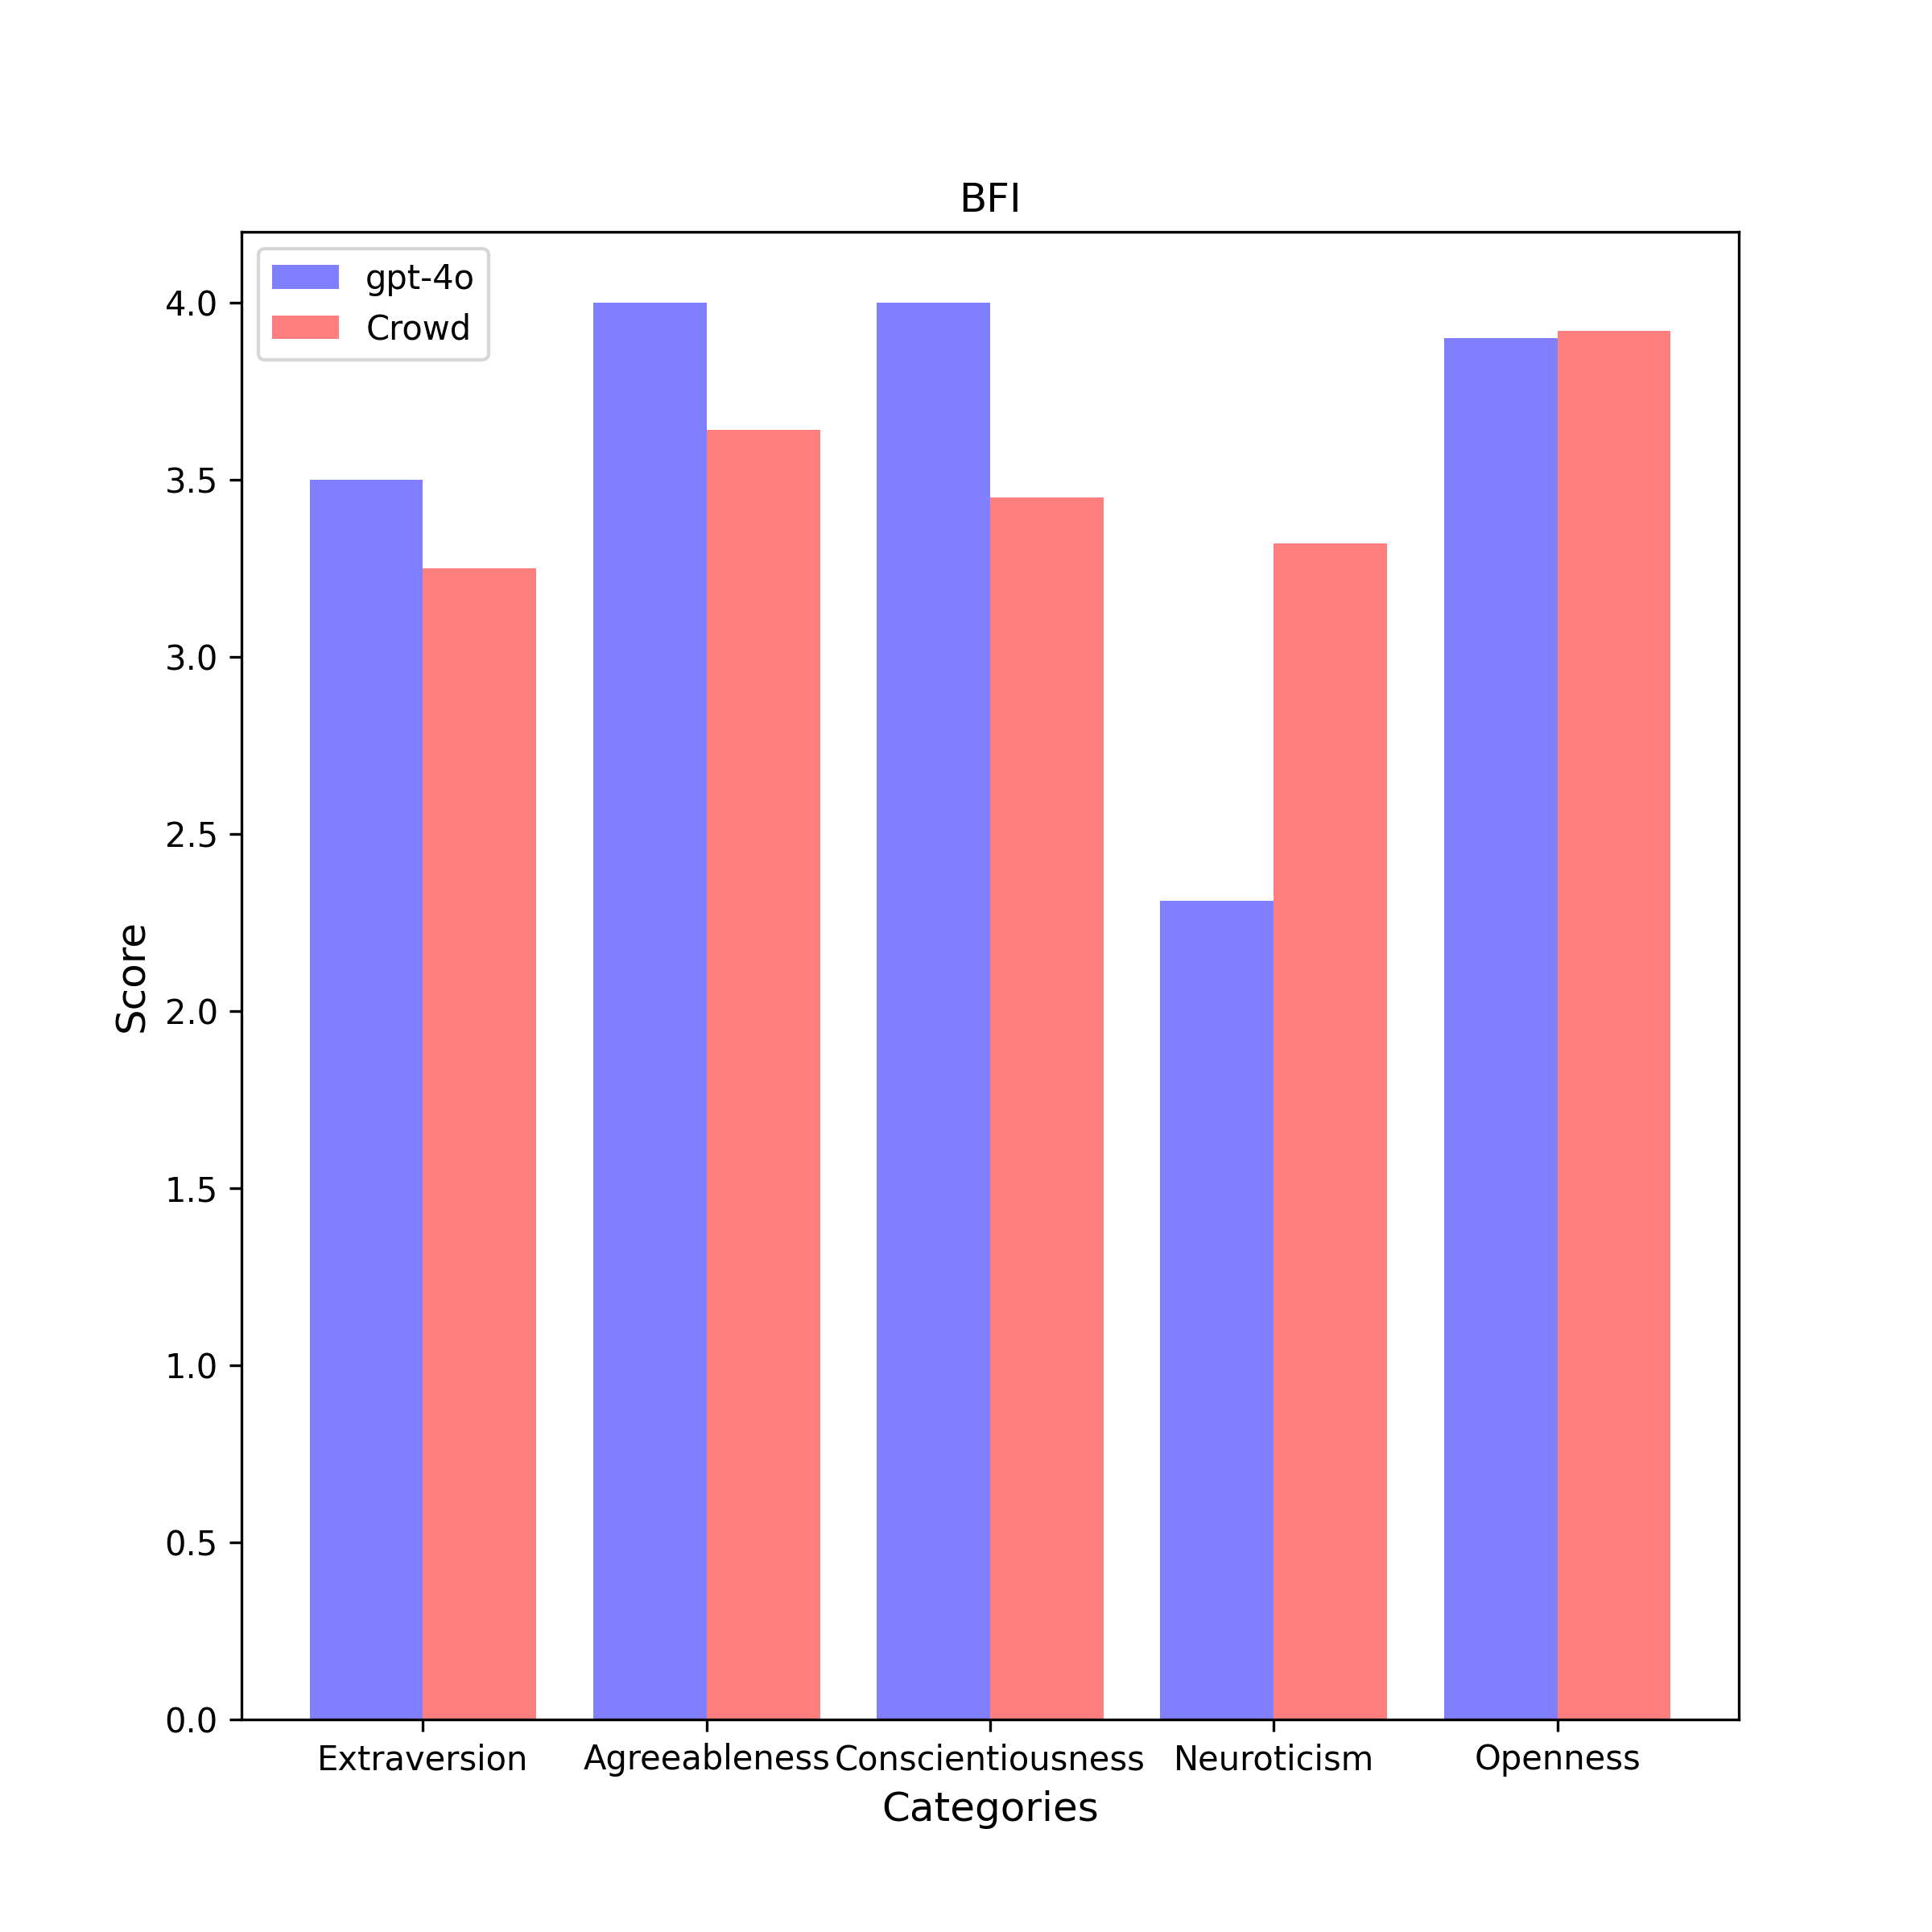 BFI
gpt-4o
Crowd
4.0
3.5
3.0
2.5
2.0
1.5
1.0
0.5
0.0
Score
Extraversion Agreeableness Conscientiousness Neuroticism Openness
Categories